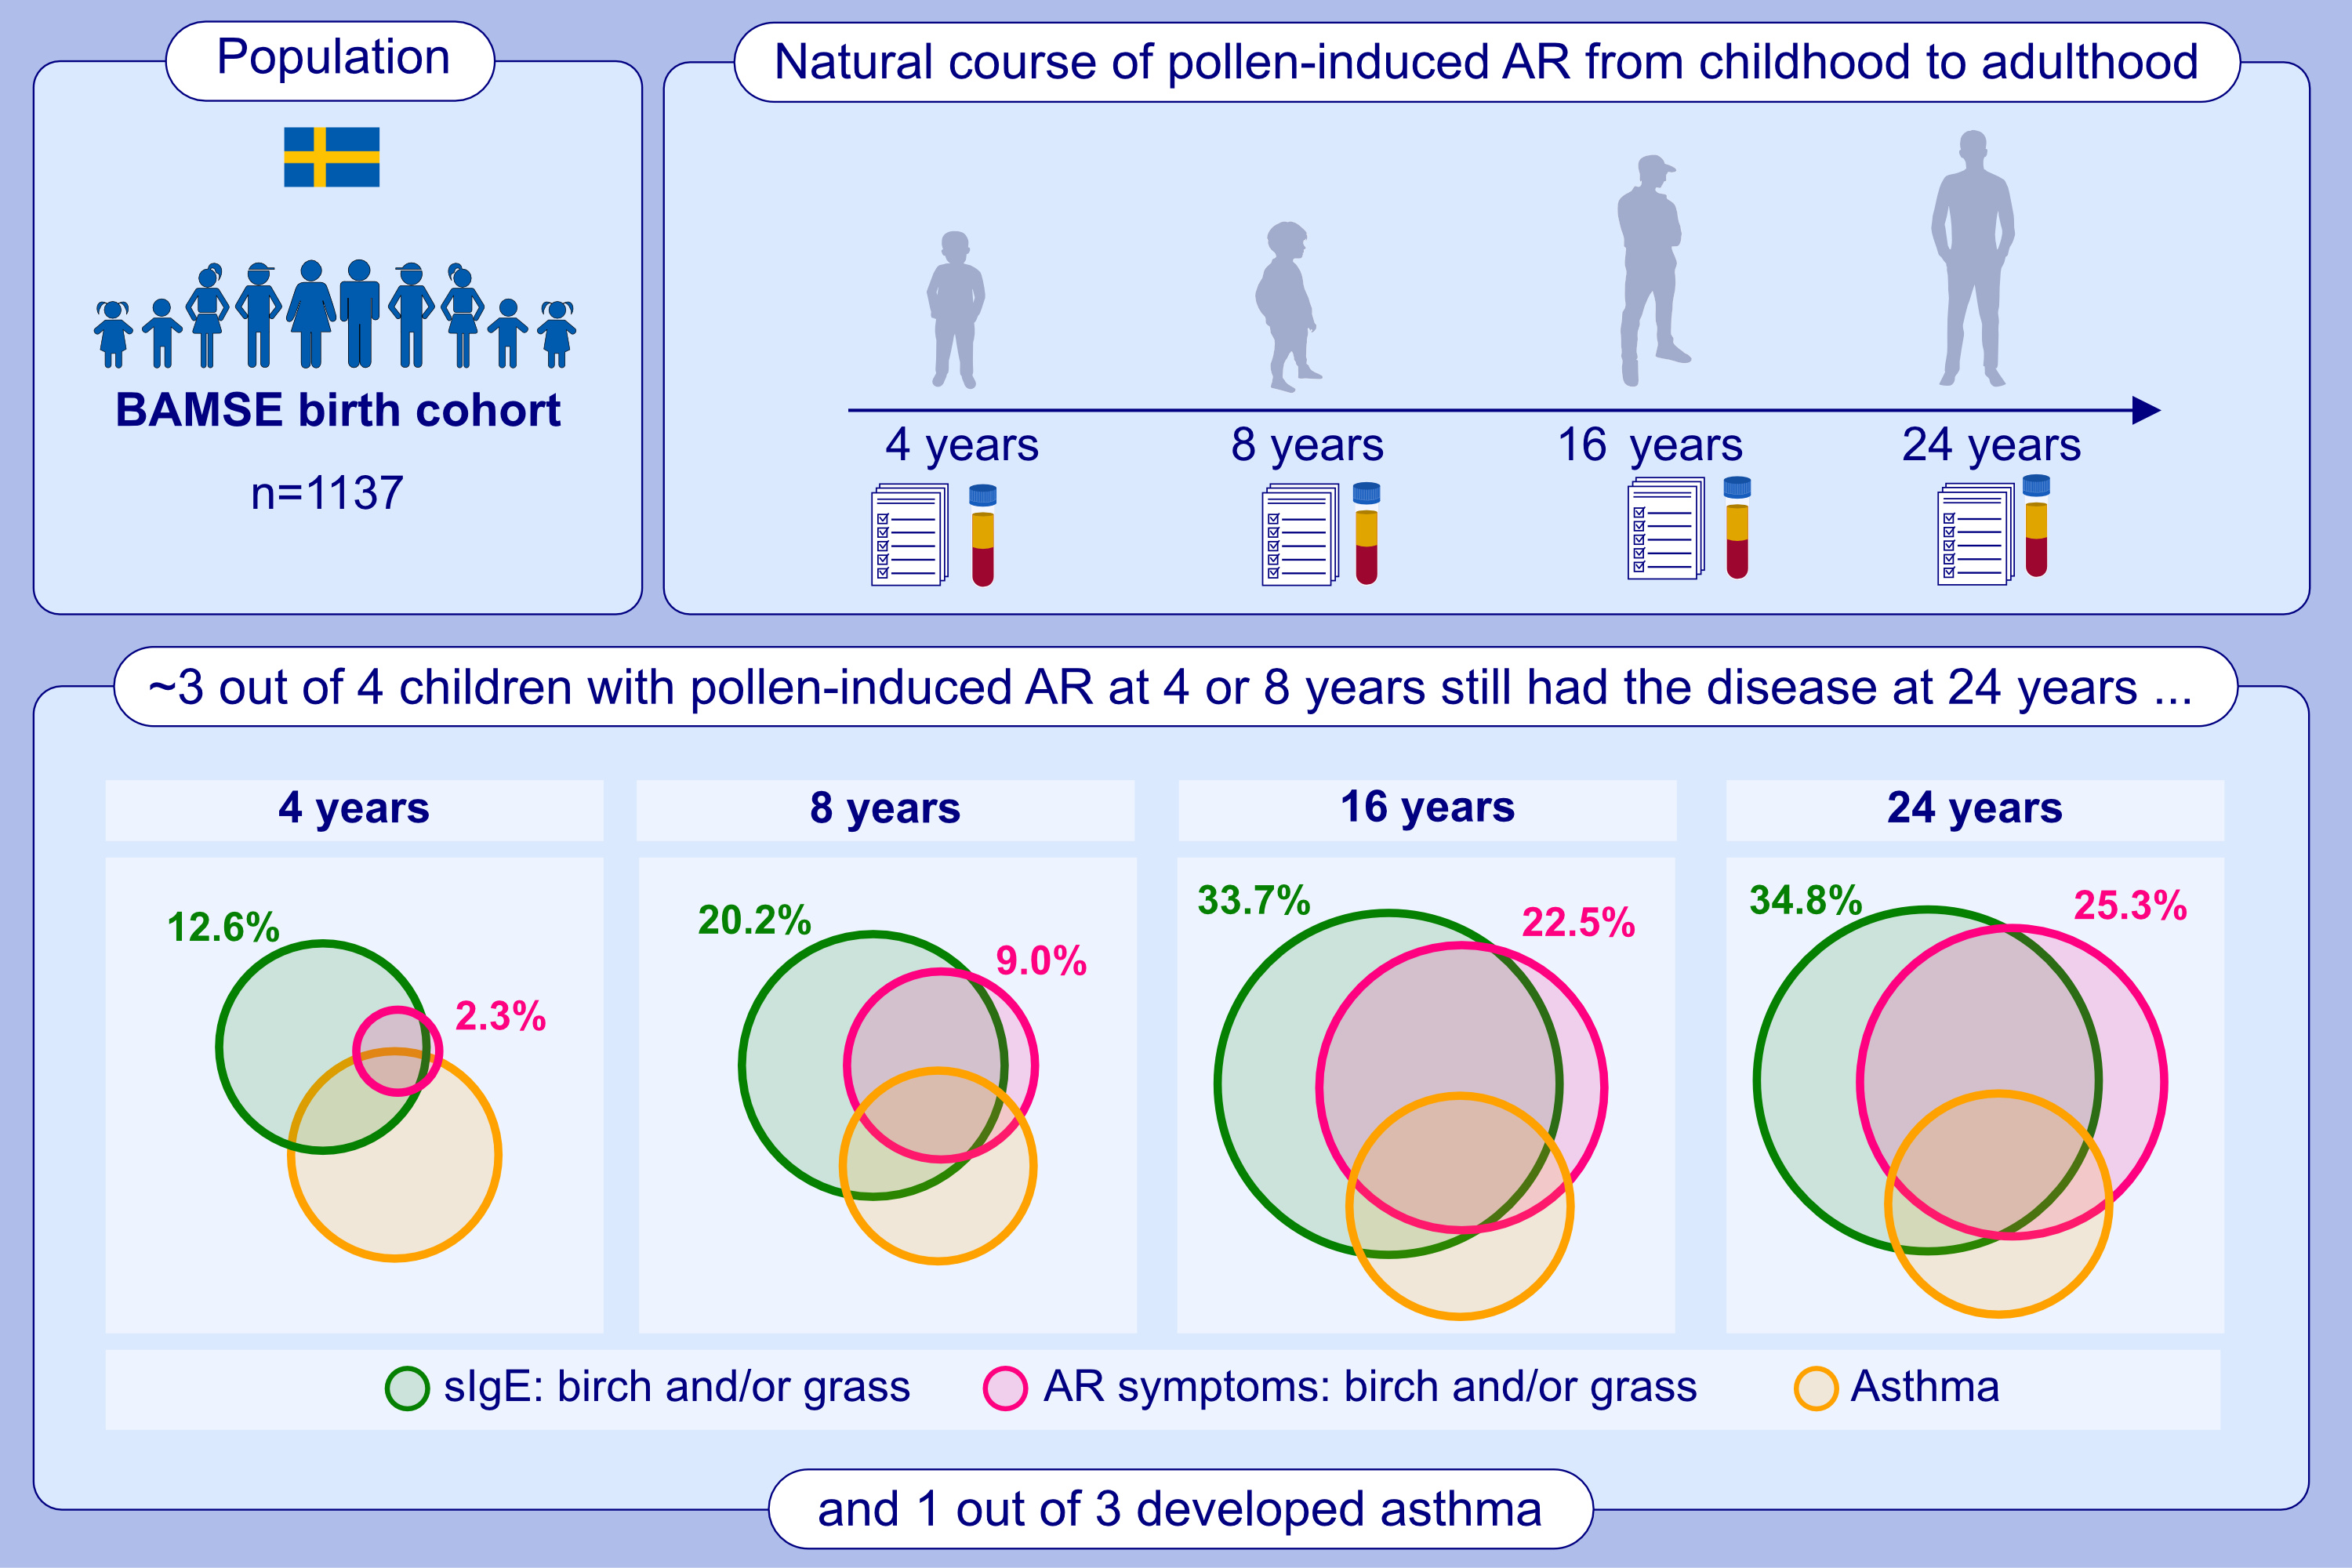 Population
Natural course of pollen-induced AR from childhood to adulthood
BAMSE birth cohort
n=1137
4 years
8 years
16 years
24 years
~3 out of 4 children with pollen-induced AR at 4 or 8 years still had the disease at 24 years ...
4 years
8 years
16 years
24 years
12.6%
2.3%
20.2%
9.0%
33.7%
22.5%
34.8%
25.3%
sIgE: birch and/or grass
AR symptoms: birch and/or grass
Asthma
and 1 out of 3 developed asthma